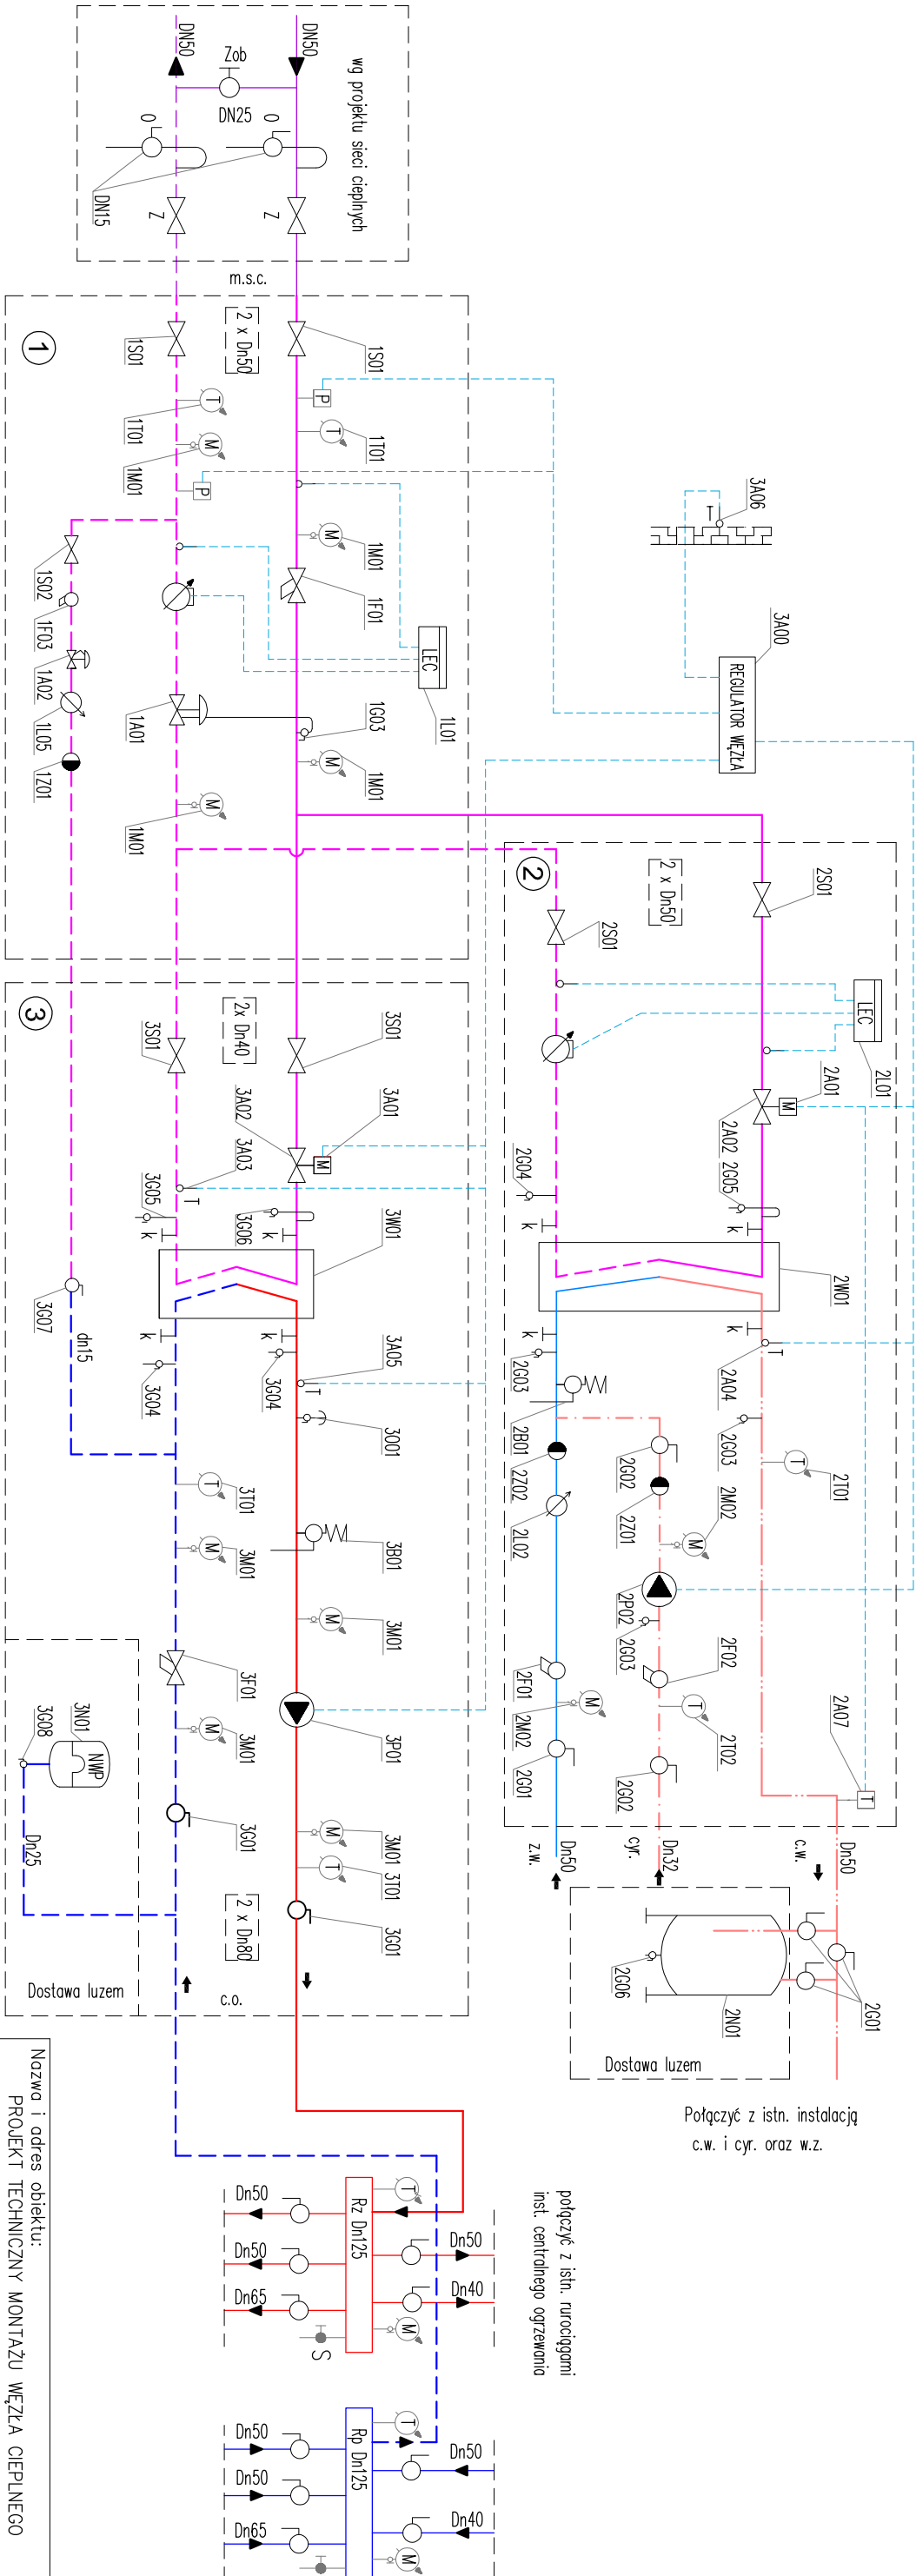 wg projektu sieci cieplnych
DN50
DN50
Zob
DN25
O
O
DN15
Z
Z
m.s.c.
1
2 x Dn50
1S01
1S01
P
T
1T01
T
1T01
M
1M01
P
M
1M01
1F01
LEC
1L01
1S02
1F03
1A02
1L05
1Z01
1A01
1G03
M
1M01
M
1M01
T
3A06
3A00
REGULATOR WĘZŁA
2
2 x Dn50
2S01
2S01
LEC
2L01
M
2A01
2A02
2G05
2G04
k
k
2W01
k
k
T
2A04
2G03
2G03
2B01
2Z02
2L02
T
2T01
2G02
2Z01
M
2M02
2P02
2G03
2F02
T
2T02
2G02
2F01
M
2M02
2G01
T
2A07
Dn50
c.w.
Dn32
cyr.
Dn50
z.w.
2G01
2G06
2N01
Dostawa luzem
Połączyć z istn. instalacją
c.w. i cyr. oraz w.z.
3
2x Dn40
3S01
3S01
M
3A01
3A02
T
3A03
3G05
3G06
k
3W01
k
k
3G04
3G04
T
3A05
3O01
3G07
dn15
T
3T01
M
3M01
3B01
M
3M01
3F01
M
3M01
3P01
3G01
M
3M01
T
3T01
3G01
2 x Dn80
NWP
3N01
3G08
Dn25
Dostawa luzem
c.o.
połączyć z istn. rurociągami
inst. centralnego ogrzewania
T
Rz Dn125
M
S
Dn50
Dn50
Dn65
Dn50
Dn40
T
Rp Dn125
M
Dn50
Dn50
Dn65
Dn50
Dn40
Nazwa i adres obiektu:
PROJEKT TECHNICZNY MONTAŻU WĘZŁA CIEPLNEGO